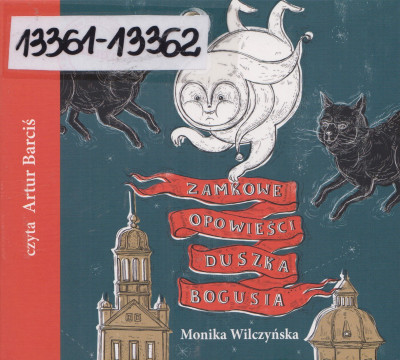 13361-13362
czyta Artur Barciś
ZAMKOWE
OPOWIEŚCI
DUSZKA
BOGUSIA
Monika Wilczyńska